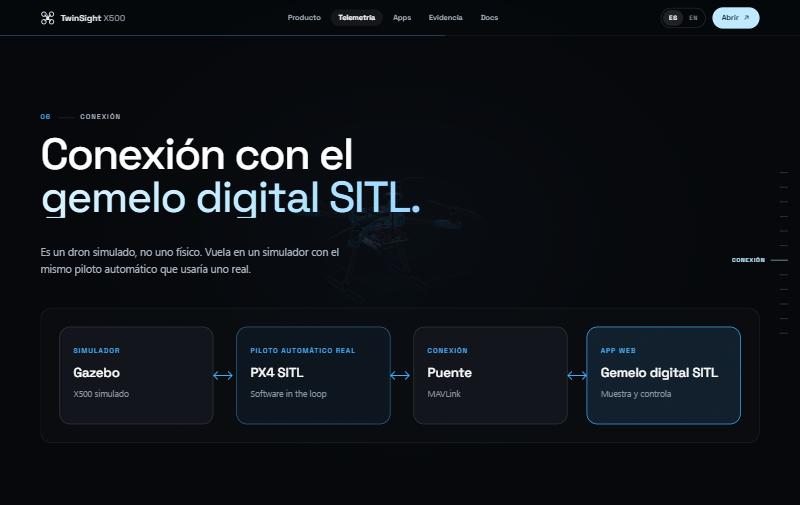 TwinSight X500
Producto
Telemetría
Apps
Evidencia
Docs
ES
EN
Abrir
06
CONEXIÓN
Conexión con el
gemelo digital SITL.
Es un dron simulado, no uno físico. Vuela en un simulador con el
mismo piloto automático que usaría uno real.
CONEXIÓN
SIMULADOR
Gazebo
X500 simulado
PILOTO AUTOMÁTICO REAL
PX4 SITL
Software in the loop
CONEXIÓN
Puente
MAVLink
APP WEB
Gemelo digital SITL
Muestra y controla